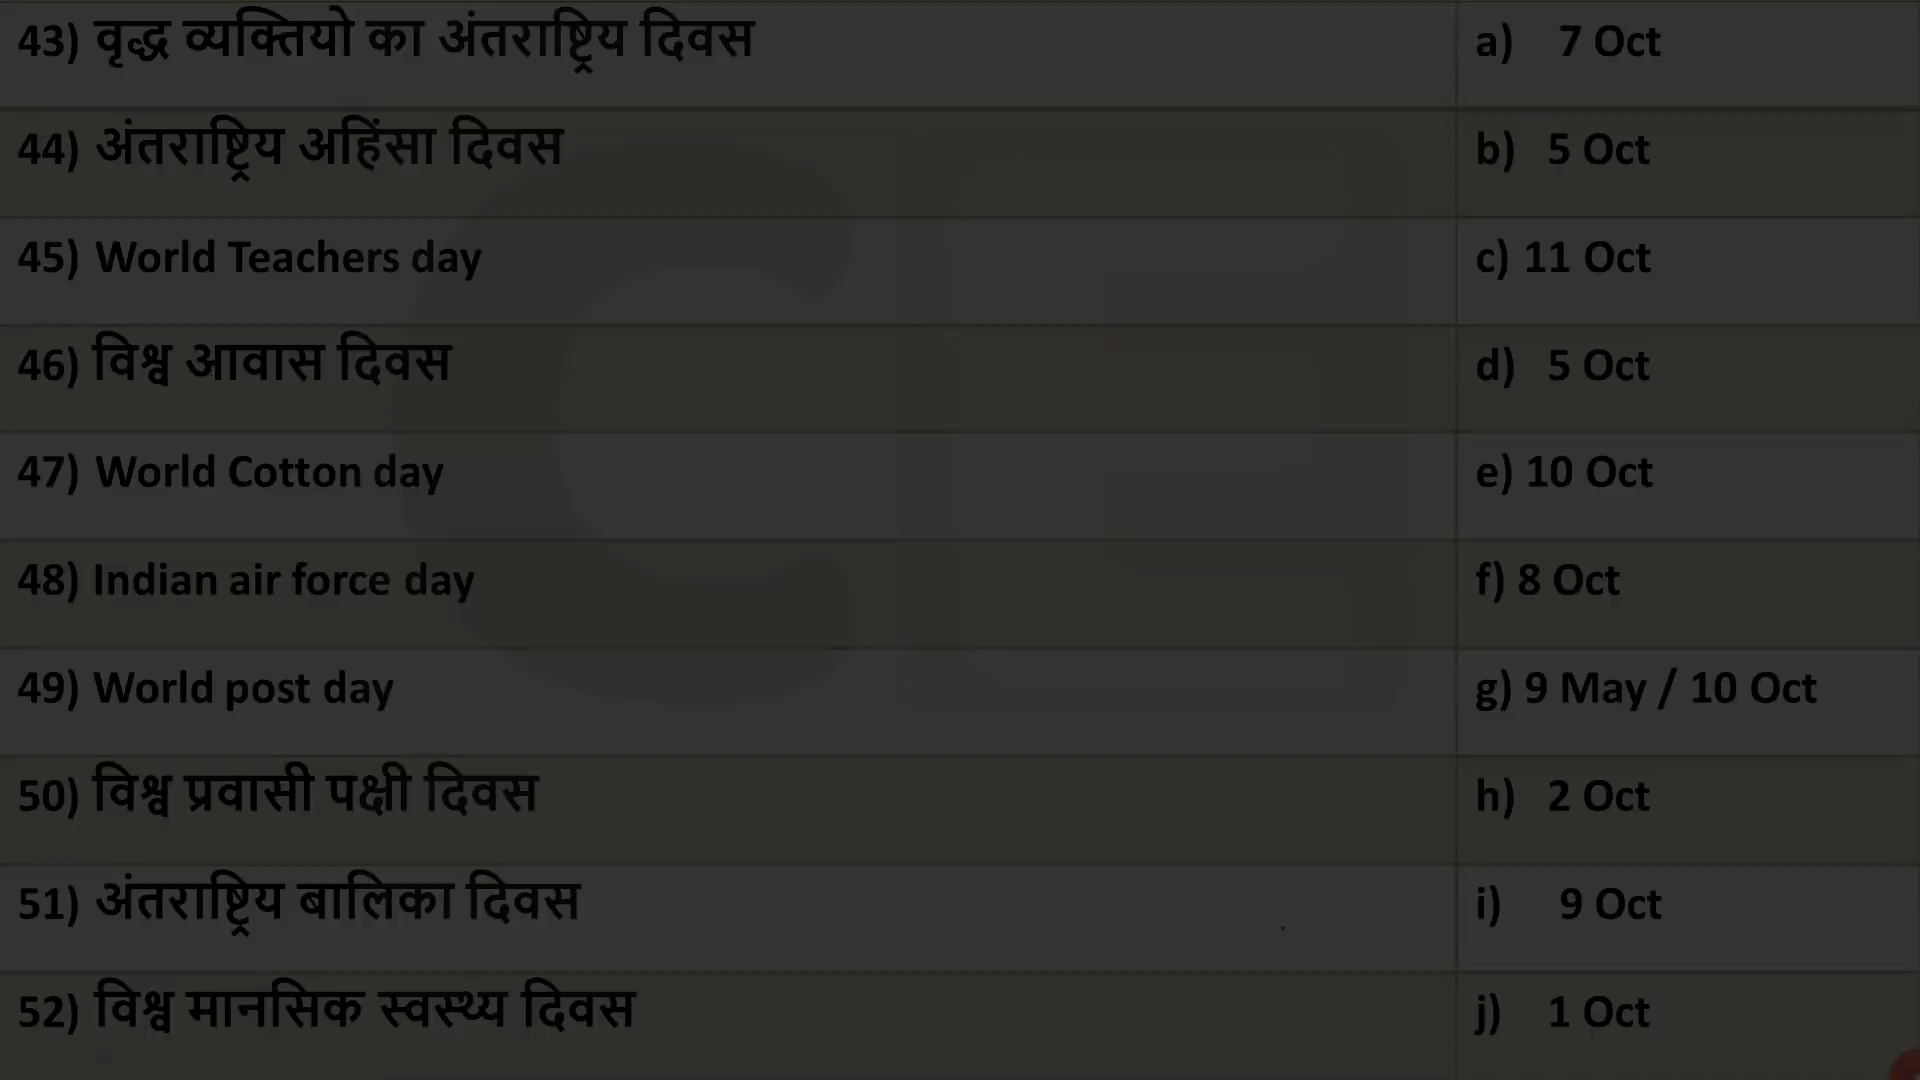 43) वृद्ध व्यक्तियो का अंतराष्ट्रिय दिवस
a) 7 Oct
44) अंतराष्ट्रिय अहिंसा दिवस
b) 5 Oct
45) World Teachers day
c) 11 Oct
46) विश्व आवास दिवस
d) 5 Oct
47) World Cotton day
e) 10 Oct
48) Indian air force day
f) 8 Oct
49) World post day
g) 9 May / 10 Oct
50) विश्व प्रवासी पक्षी दिवस
h) 2 Oct
51) अंतराष्ट्रिय बालिका दिवस
i) 9 Oct
52) विश्व मानसिक स्वस्थ्य दिवस
j) 1 Oct